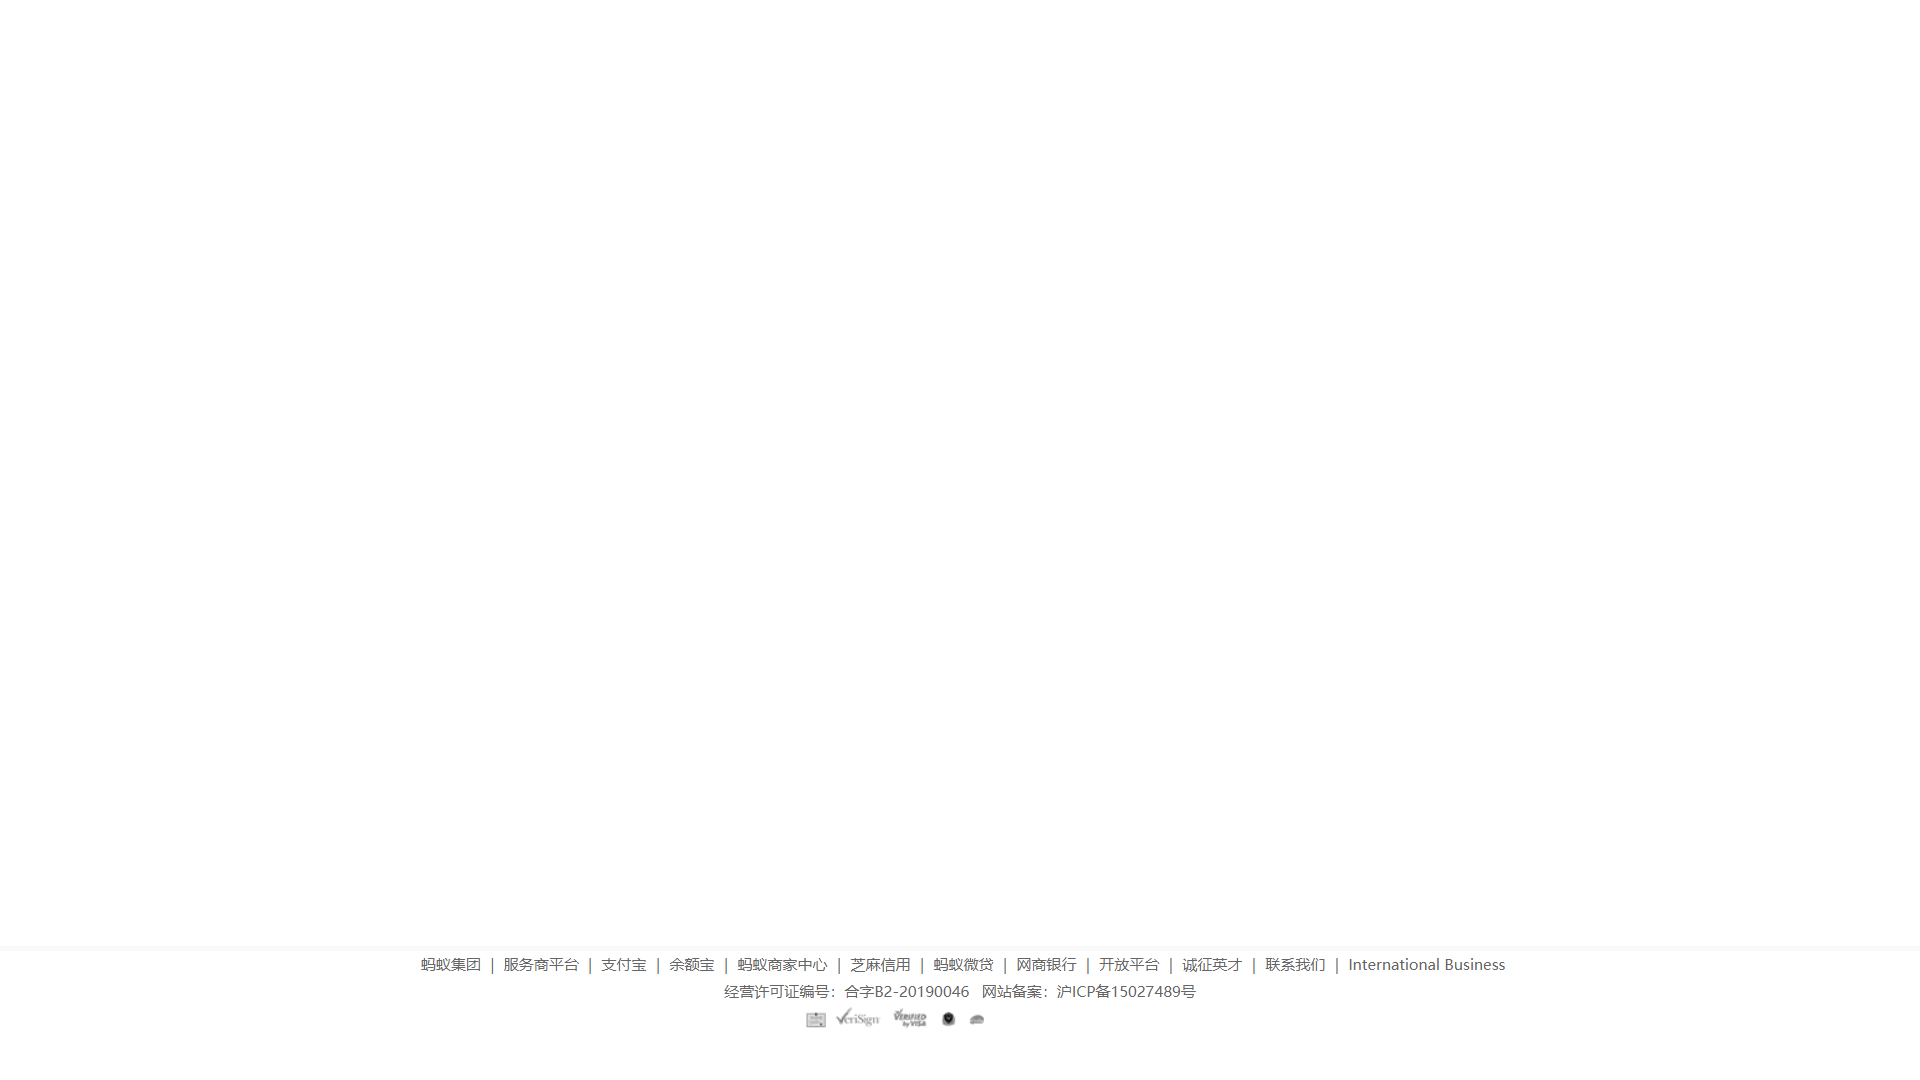 蚂蚁集团 | 服务商平台 | 支付宝 | 余额宝 | 蚂蚁商家中心 | 芝麻信用 | 蚂蚁微贷 | 网商银行 | 开放平台 | 诚征英才 | 联系我们 | International Business
经营许可证编号：合字B2-20190046 网站备案：沪ICP备15027489号
VeriSign VERIFIED by VISA